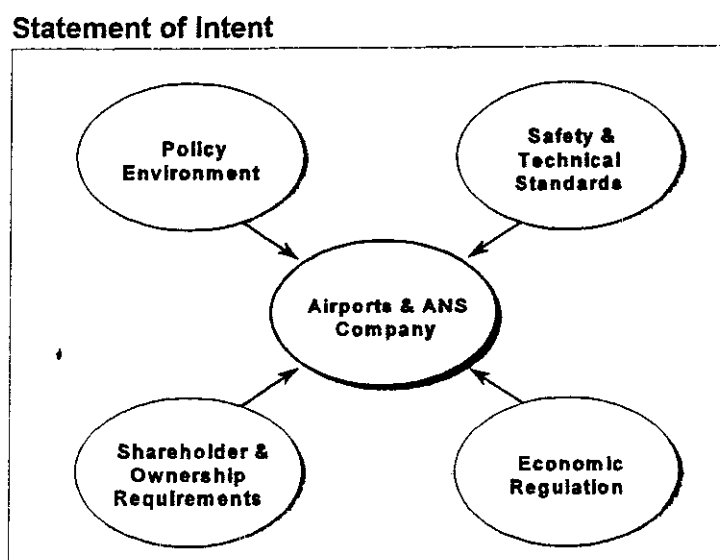 Statement of Intent
Policy
Environment
Safety &
Technical
Standards
Airports & ANS
Company
Shareholder &
Ownership
Requirements
Economic
Regulation